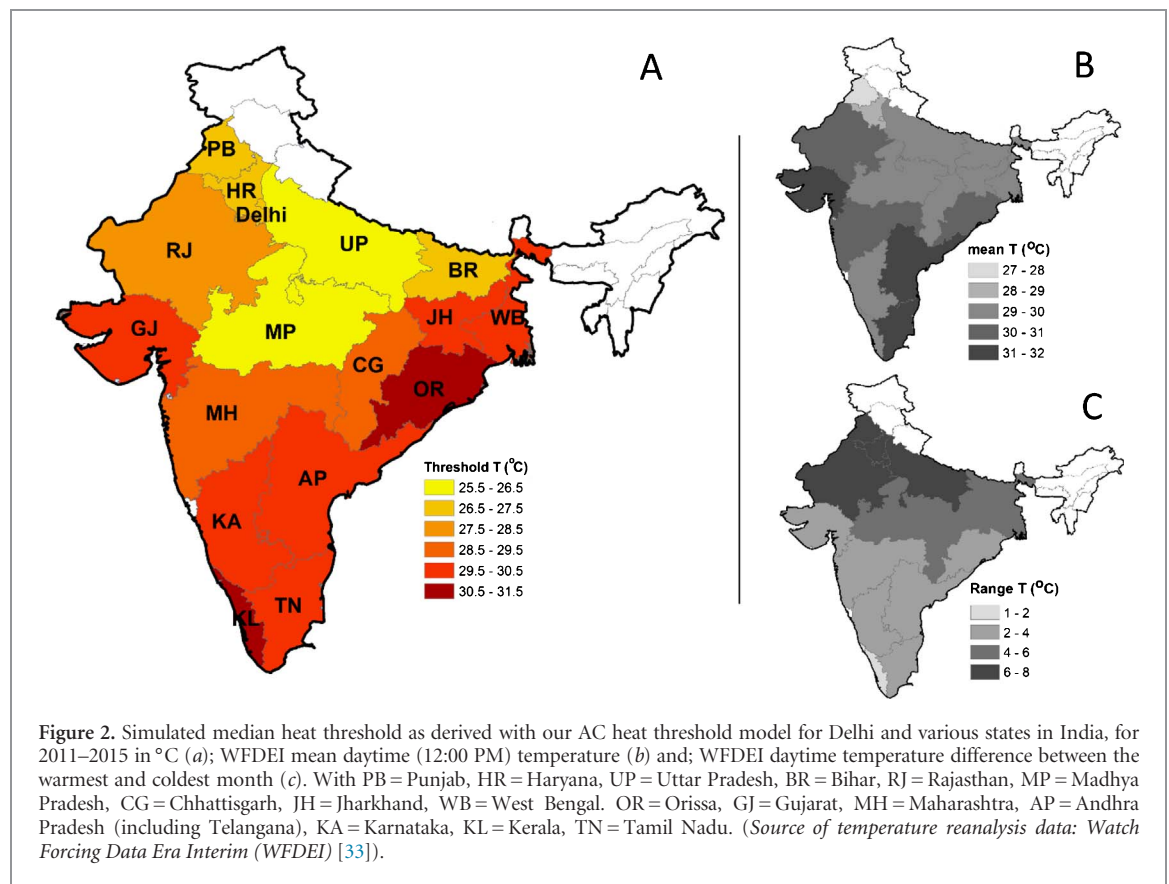 A
PB
HR
Delhi
RJ
UP
BR
GJ
MP
JH
WB
CG
OR
MH
AP
KA
KL
TN
Threshold T (°C)
25.5 - 26.5
26.5 - 27.5
27.5 - 28.5
28.5 - 29.5
29.5 - 30.5
30.5 - 31.5
B
mean T (°C)
27 - 28
28 - 29
29 - 30
30 - 31
31 - 32
C
Range T (°C)
1 - 2
2 - 4
4 - 6
6 - 8
Figure 2. Simulated median heat threshold as derived with our AC heat threshold model for Delhi and various states in India, for
2011–2015 in °C (a); WFDEI mean daytime (12:00 PM) temperature (b) and; WFDEI daytime temperature difference between the
warmest and coldest month (c). With PB = Punjab, HR = Haryana, UP = Uttar Pradesh, BR = Bihar, RJ = Rajasthan, MP = Madhya
Pradesh, CG = Chhattisgarh, JH = Jharkhand, WB = West Bengal. OR = Orissa, GJ = Gujarat, MH = Maharashtra, AP = Andhra
Pradesh (including Telangana), KA = Karnataka, KL = Kerala, TN = Tamil Nadu. (Source of temperature reanalysis data: Watch
Forcing Data Era Interim (WFDEI) [33]).